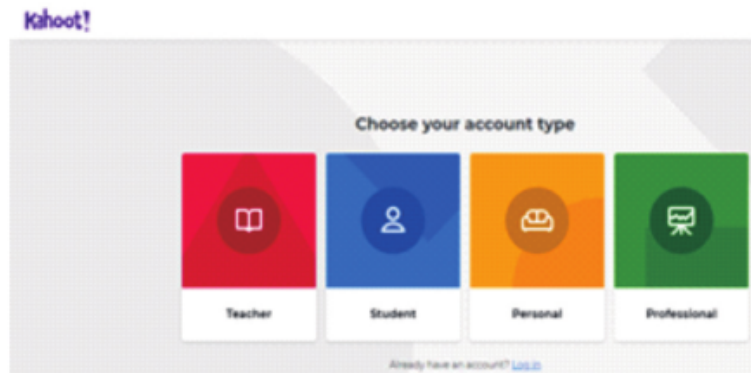 Kahoot!
Choose your account type
Teacher Student Personal Professional
Already have an account? Log in